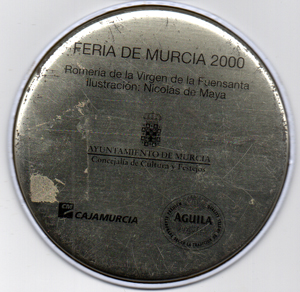 FERIA DE MURCIA 2000
Romería de la Virgen de la Fuensanta
Ilustración: Nicolas de Maya
AYUNTAMIENTO DE MURCIA
Concejalía de Cultura y Festejos
CAJAMURCIA
AGUILA